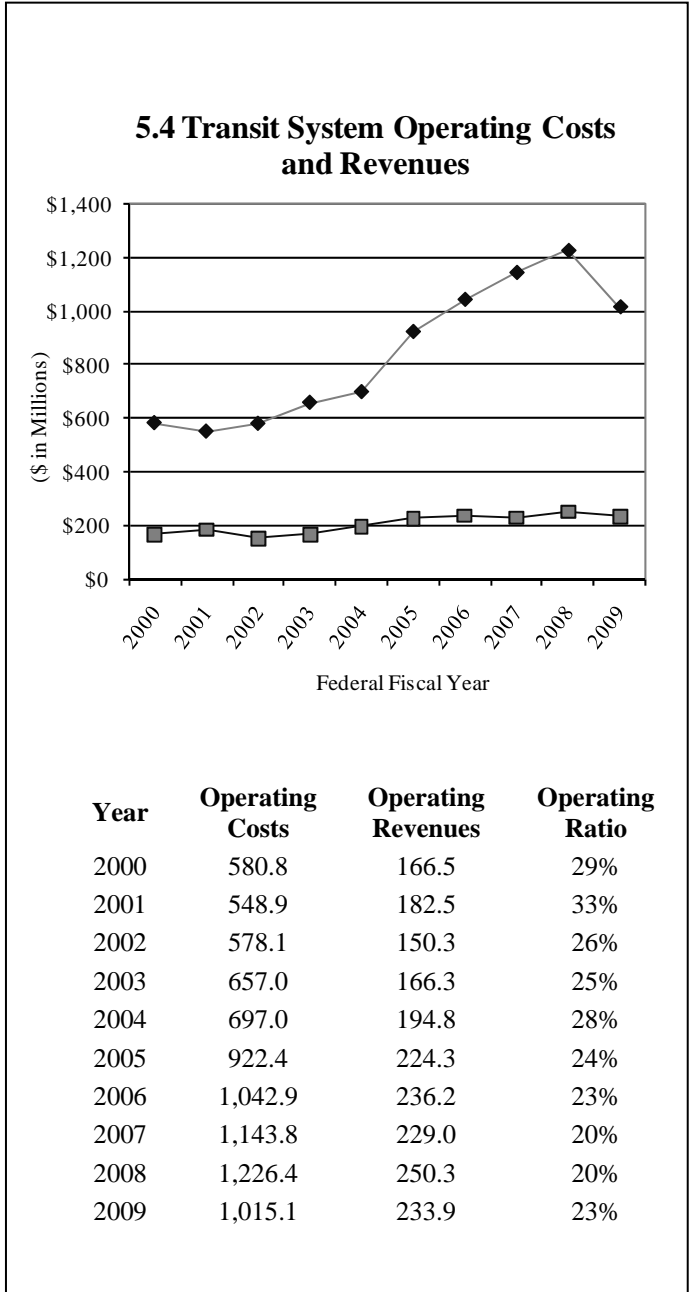 5.4 Transit System Operating Costs
and Revenues
$1,400
$1,200
$1,000
$800
$600
$400
$200
$0
($ in Millions)
2000 2001 2002 2003 2004 2005 2006 2007 2008 2009
Federal Fiscal Year
Year Operating Costs Operating Revenues Operating Ratio
2000 580.8 166.5 29%
2001 548.9 182.5 33%
2002 578.1 150.3 26%
2003 657.0 166.3 25%
2004 697.0 194.8 28%
2005 922.4 224.3 24%
2006 1,042.9 236.2 23%
2007 1,143.8 229.0 20%
2008 1,226.4 250.3 20%
2009 1,015.1 233.9 23%